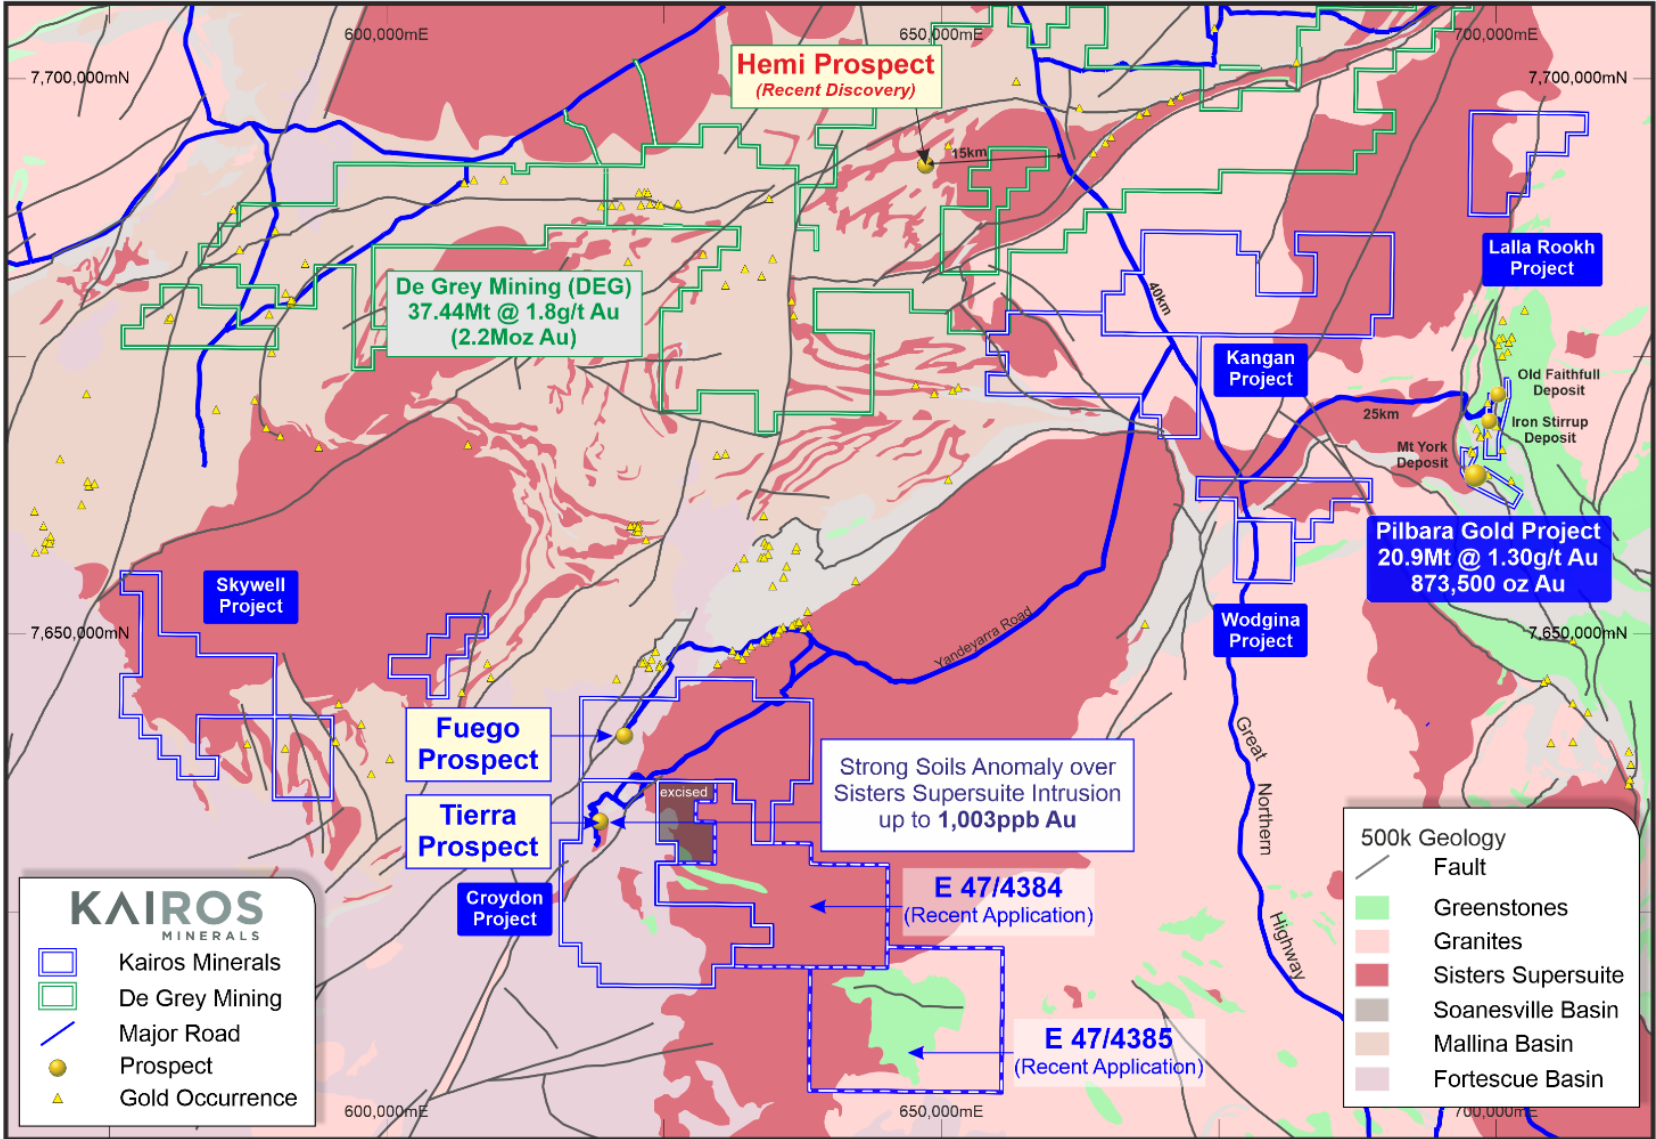 600,000mE
650,000mE
700,000mE
7,700,000mN
7,700,000mN
Hemi Prospect
(Recent Discovery)
15km
Lalla Rookh
Project
De Grey Mining (DEG)
37.44Mt @ 1.8g/t Au
(2.2Moz Au)
40km
Kangan
Project
Old Faithfull
Deposit
25km
Iron Stirrup
Deposit
Mt York
Deposit
Pilbara Gold Project
20.9Mt @ 1.30g/t Au
873,500 oz Au
Skywell
Project
7,650,000mN
7,650,000mN
Wodgina
Project
Yandeyarra Road
Fuego
Prospect
Great
Northern
Highway
Strong Soils Anomaly over
Sisters Supersuite Intrusion
up to 1,003ppb Au
excised
Tierra
Prospect
Croydon
Project
E 47/4384
(Recent Application)
E 47/4385
(Recent Application)
KAIROS
MINERALS
Kairos Minerals
De Grey Mining
Major Road
Prospect
Gold Occurrence
500k Geology
Fault
Greenstones
Granites
Sisters Supersuite
Soanesville Basin
Mallina Basin
Fortescue Basin
600,000mE
650,000mE
700,000mE